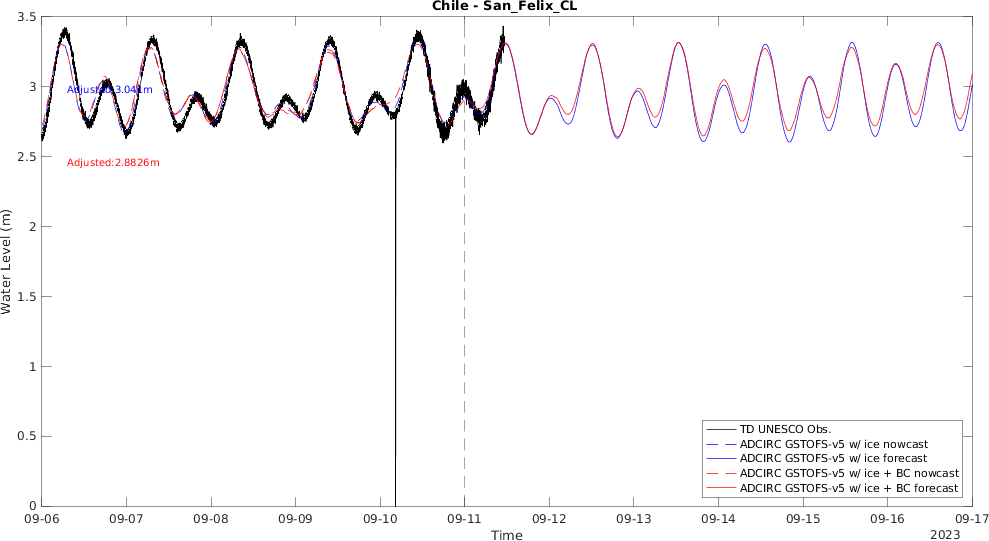 Chile - San_Felix_CL
3.5
3
2.5
2
1.5
1
0.5
0
Water Level (m)
Adjusted:3.041m
Adjusted:2.8826m
TD UNESCO Obs.
ADCIRC GSTOFS-v5 w/ ice nowcast
ADCIRC GSTOFS-v5 w/ ice forecast
ADCIRC GSTOFS-v5 w/ ice + BC nowcast
ADCIRC GSTOFS-v5 w/ ice + BC forecast
09-06 09-07 09-08 09-09 09-10 09-11 09-12 09-13 09-14 09-15 09-16 09-17
Time
2023